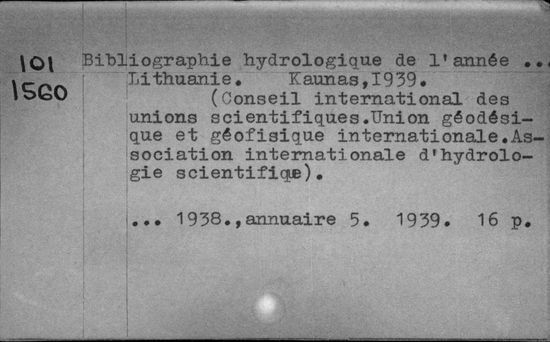 101 Bibliographie hydrologique de l'année ...
1560 Lithuanie. Kaunas,I939.
(Conseil international des
unions scientifiques.Union géodési-
que et géofisique internationale.As-
sociation internationale d'hydrolo-
gie scientifique).
... 1938.,annuaire 5. 1939. 16 p.